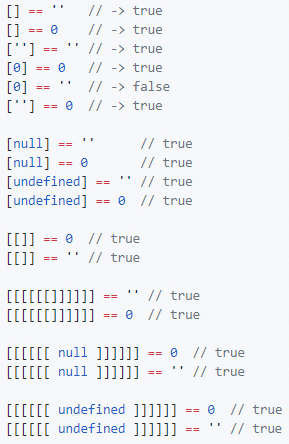 [] == ''   // -> true
[] == 0    // -> true
[''] == '' // -> true
[0] == 0   // -> true
[0] == ''  // -> false
[''] == 0  // -> true

[null] == ''      // true
[null] == 0       // true
[undefined] == '' // true
[undefined] == 0  // true

[[]] == 0  // true
[[]] == '' // true

[[[[[[]]]]]] == '' // true
[[[[[[]]]]]] == 0  // true

[[[[[[ null ]]]]]] == 0  // true
[[[[[[ null ]]]]]] == '' // true

[[[[[[ undefined ]]]]]] == 0  // true
[[[[[[ undefined ]]]]]] == '' // true